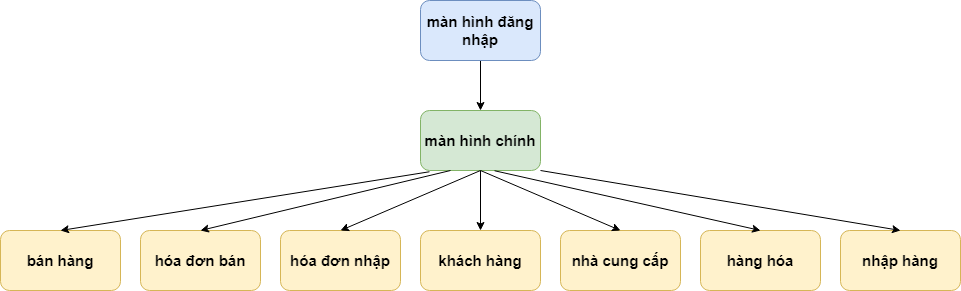 màn hình đăng
nhập
màn hình chính
bán hàng
hóa đơn bán
hóa đơn nhập
khách hàng
nhà cung cấp
hàng hóa
nhập hàng